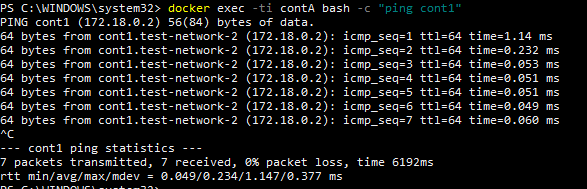 PS C:\WINDOWS\system32> docker exec -ti contA bash -c "ping cont1"
PING cont1 (172.18.0.2) 56(84) bytes of data.
64 bytes from cont1.test-network-2 (172.18.0.2): icmp_seq=1 ttl=64 time=1.14 ms
64 bytes from cont1.test-network-2 (172.18.0.2): icmp_seq=2 ttl=64 time=0.232 ms
64 bytes from cont1.test-network-2 (172.18.0.2): icmp_seq=3 ttl=64 time=0.053 ms
64 bytes from cont1.test-network-2 (172.18.0.2): icmp_seq=4 ttl=64 time=0.051 ms
64 bytes from cont1.test-network-2 (172.18.0.2): icmp_seq=5 ttl=64 time=0.051 ms
64 bytes from cont1.test-network-2 (172.18.0.2): icmp_seq=6 ttl=64 time=0.049 ms
64 bytes from cont1.test-network-2 (172.18.0.2): icmp_seq=7 ttl=64 time=0.060 ms
^C
--- cont1 ping statistics ---
7 packets transmitted, 7 received, 0% packet loss, time 6192ms
rtt min/avg/max/mdev = 0.049/0.234/1.147/0.377 ms
PS C:\WINDOWS\system32>